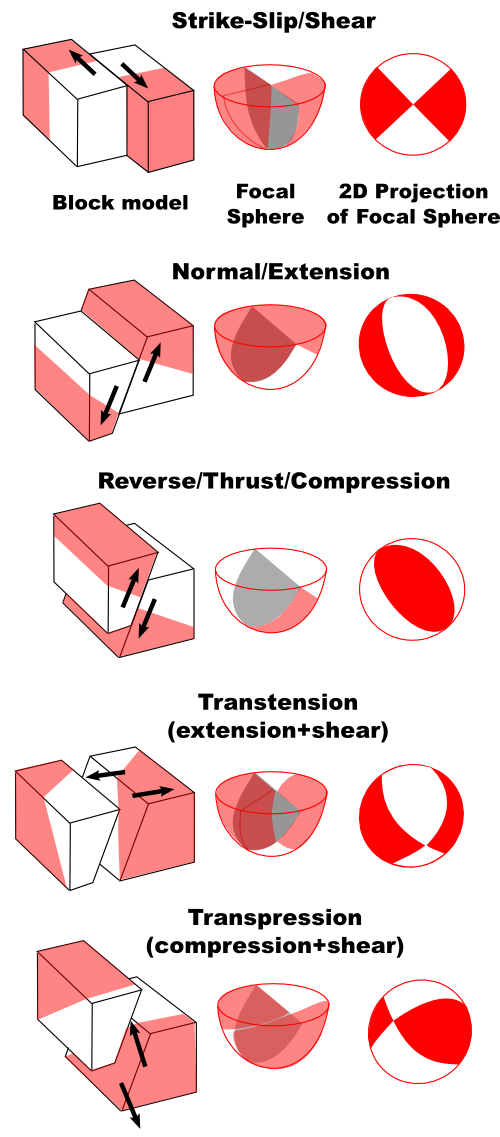 Strike-Slip/Shear
Block model
Focal
Sphere
2D Projection
of Focal Sphere
Normal/Extension
Reverse/Thrust/Compression
Transtension
(extension+shear)
Transpression
(compression+shear)